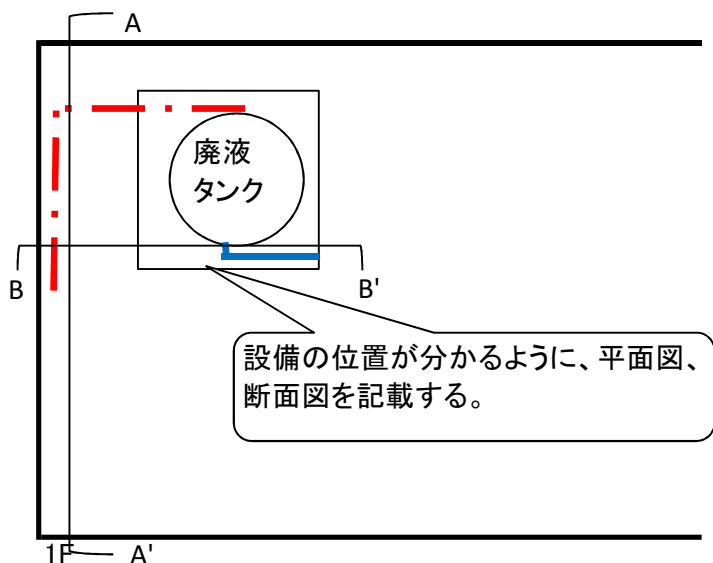 A
廃液
タンク
B
B'
設備の位置が分かるように、平面図、
断面図を記載する。
1F
A'